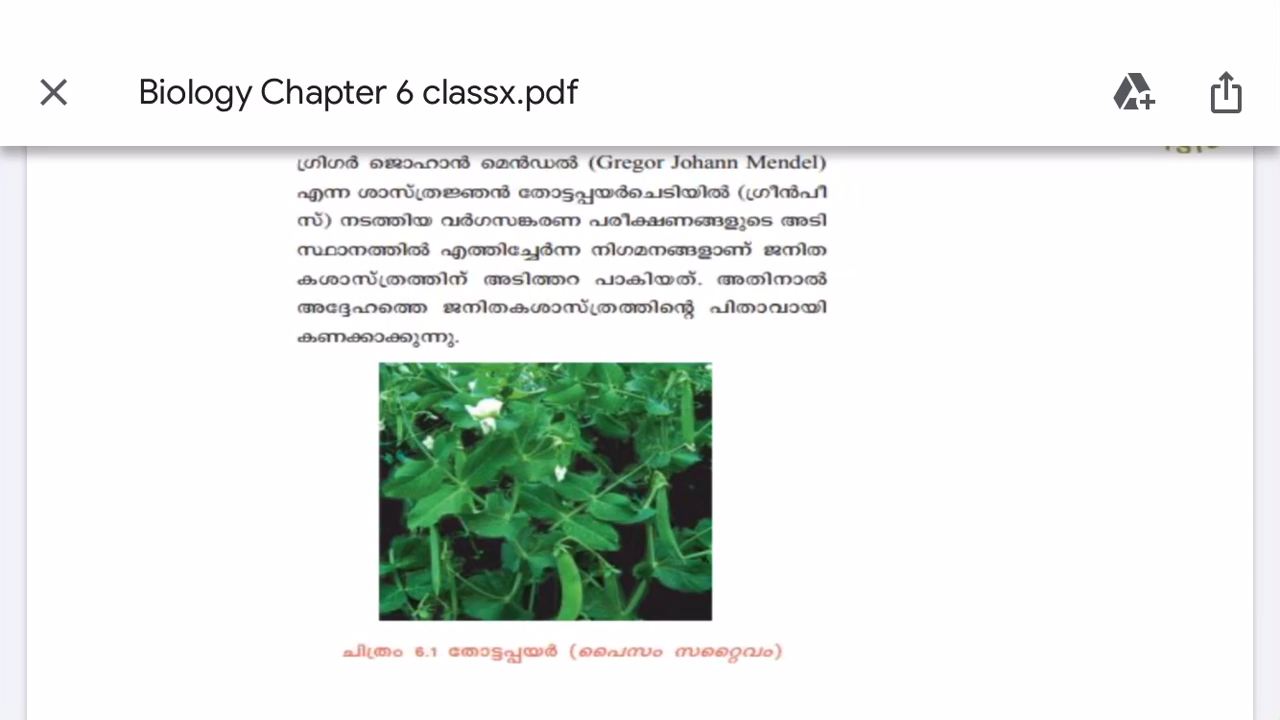 Biology Chapter 6 classx.pdf
ഗ്രിഗർ ജൊഹാൻ മെൻഡൽ (Gregor Johann Mendel)
എന്ന ശാസ്ത്രജ്ഞൻ തോട്ടപ്പയർചെടിയിൽ (ഗ്രീൻപീ
സ്) നടത്തിയ വർഗസങ്കരണ പരീക്ഷണങ്ങളുടെ അടി
സ്ഥാനത്തിൽ എത്തിച്ചേർന്ന നിഗമനങ്ങളാണ് ജനിത
കശാസ്ത്രത്തിന് അടിത്തറ പാകിയത്. അതിനാൽ
അദ്ദേഹത്തെ ജനിതകശാസ്ത്രത്തിന്റെ പിതാവായി
കണക്കാക്കുന്നു.
ചിത്രം 6.1 തോട്ടപ്പയർ (പൈസം സറ്റൈവം)